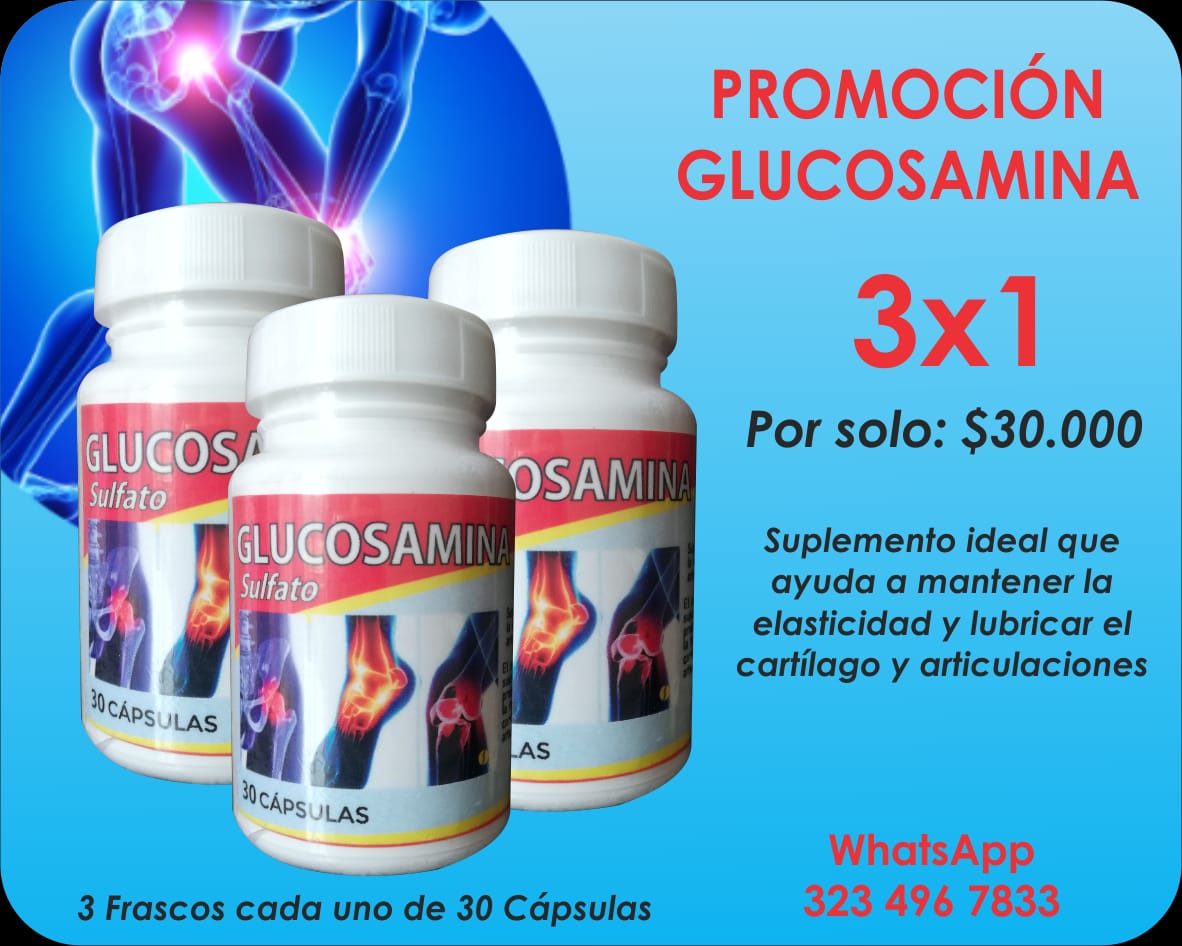 PROMOCIÓN
GLUCOSAMINA
3x1
Por solo: $30.000
Suplemento ideal que
ayuda a mantener la
elasticidad y lubricar el
cartílago y articulaciones
GLUCOSA
Sulfato
30 CÁPSULAS
GLUCOSAMINA
Sulfato
30 CÁPSULAS
OSAMINA
LAS
WhatsApp
323 496 7833
3 Frascos cada uno de 30 Cápsulas